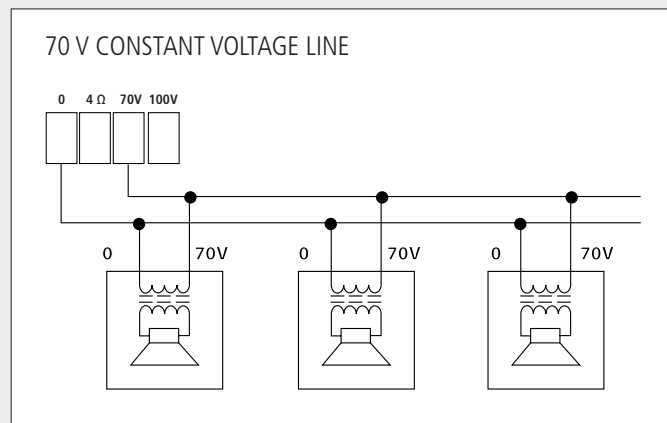 70 V CONSTANT VOLTAGE LINE
0 4 Ω 70V 100V
0 70V 0 70V 0 70V